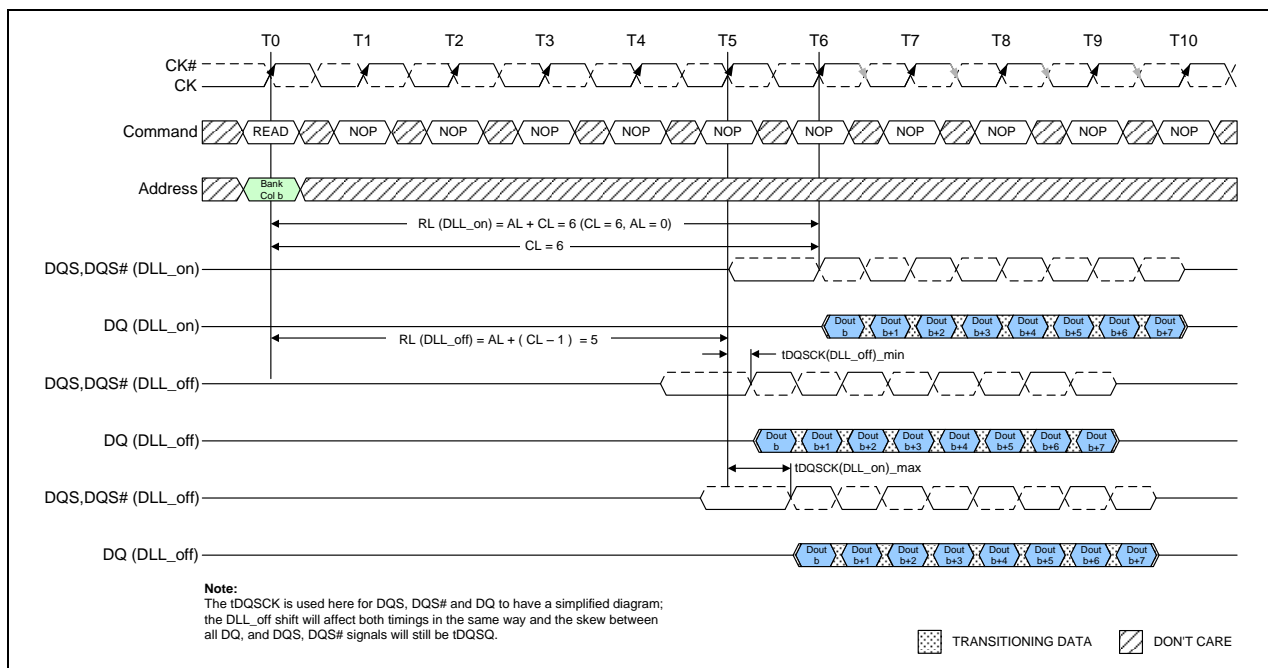 T0 T1 T2 T3 T4 T5 T6 T7 T8 T9 T10
CK#
CK
Command READ NOP NOP NOP NOP NOP NOP NOP NOP NOP NOP
Address Bank Col b
RL (DLL_on) = AL + CL = 6 (CL = 6, AL = 0)
CL = 6
DQS,DQS# (DLL_on)
DQ (DLL_on) Dout b Dout b+1 Dout b+2 Dout b+3 Dout b+4 Dout b+5 Dout b+6 Dout b+7
RL (DLL_off) = AL + ( CL – 1 ) = 5
tDQSCK(DLL_off)_min
DQS,DQS# (DLL_off)
DQ (DLL_off) Dout b Dout b+1 Dout b+2 Dout b+3 Dout b+4 Dout b+5 Dout b+6 Dout b+7
tDQSCK(DLL_on)_max
DQS,DQS# (DLL_off)
DQ (DLL_off) Dout b Dout b+1 Dout b+2 Dout b+3 Dout b+4 Dout b+5 Dout b+6 Dout b+7
Note:
The tDQSCK is used here for DQS, DQS# and DQ to have a simplified diagram;
the DLL_off shift will affect both timings in the same way and the skew between
all DQ, and DQS, DQS# signals will still be tDQSQ.
TRANSITIONING DATA DON'T CARE